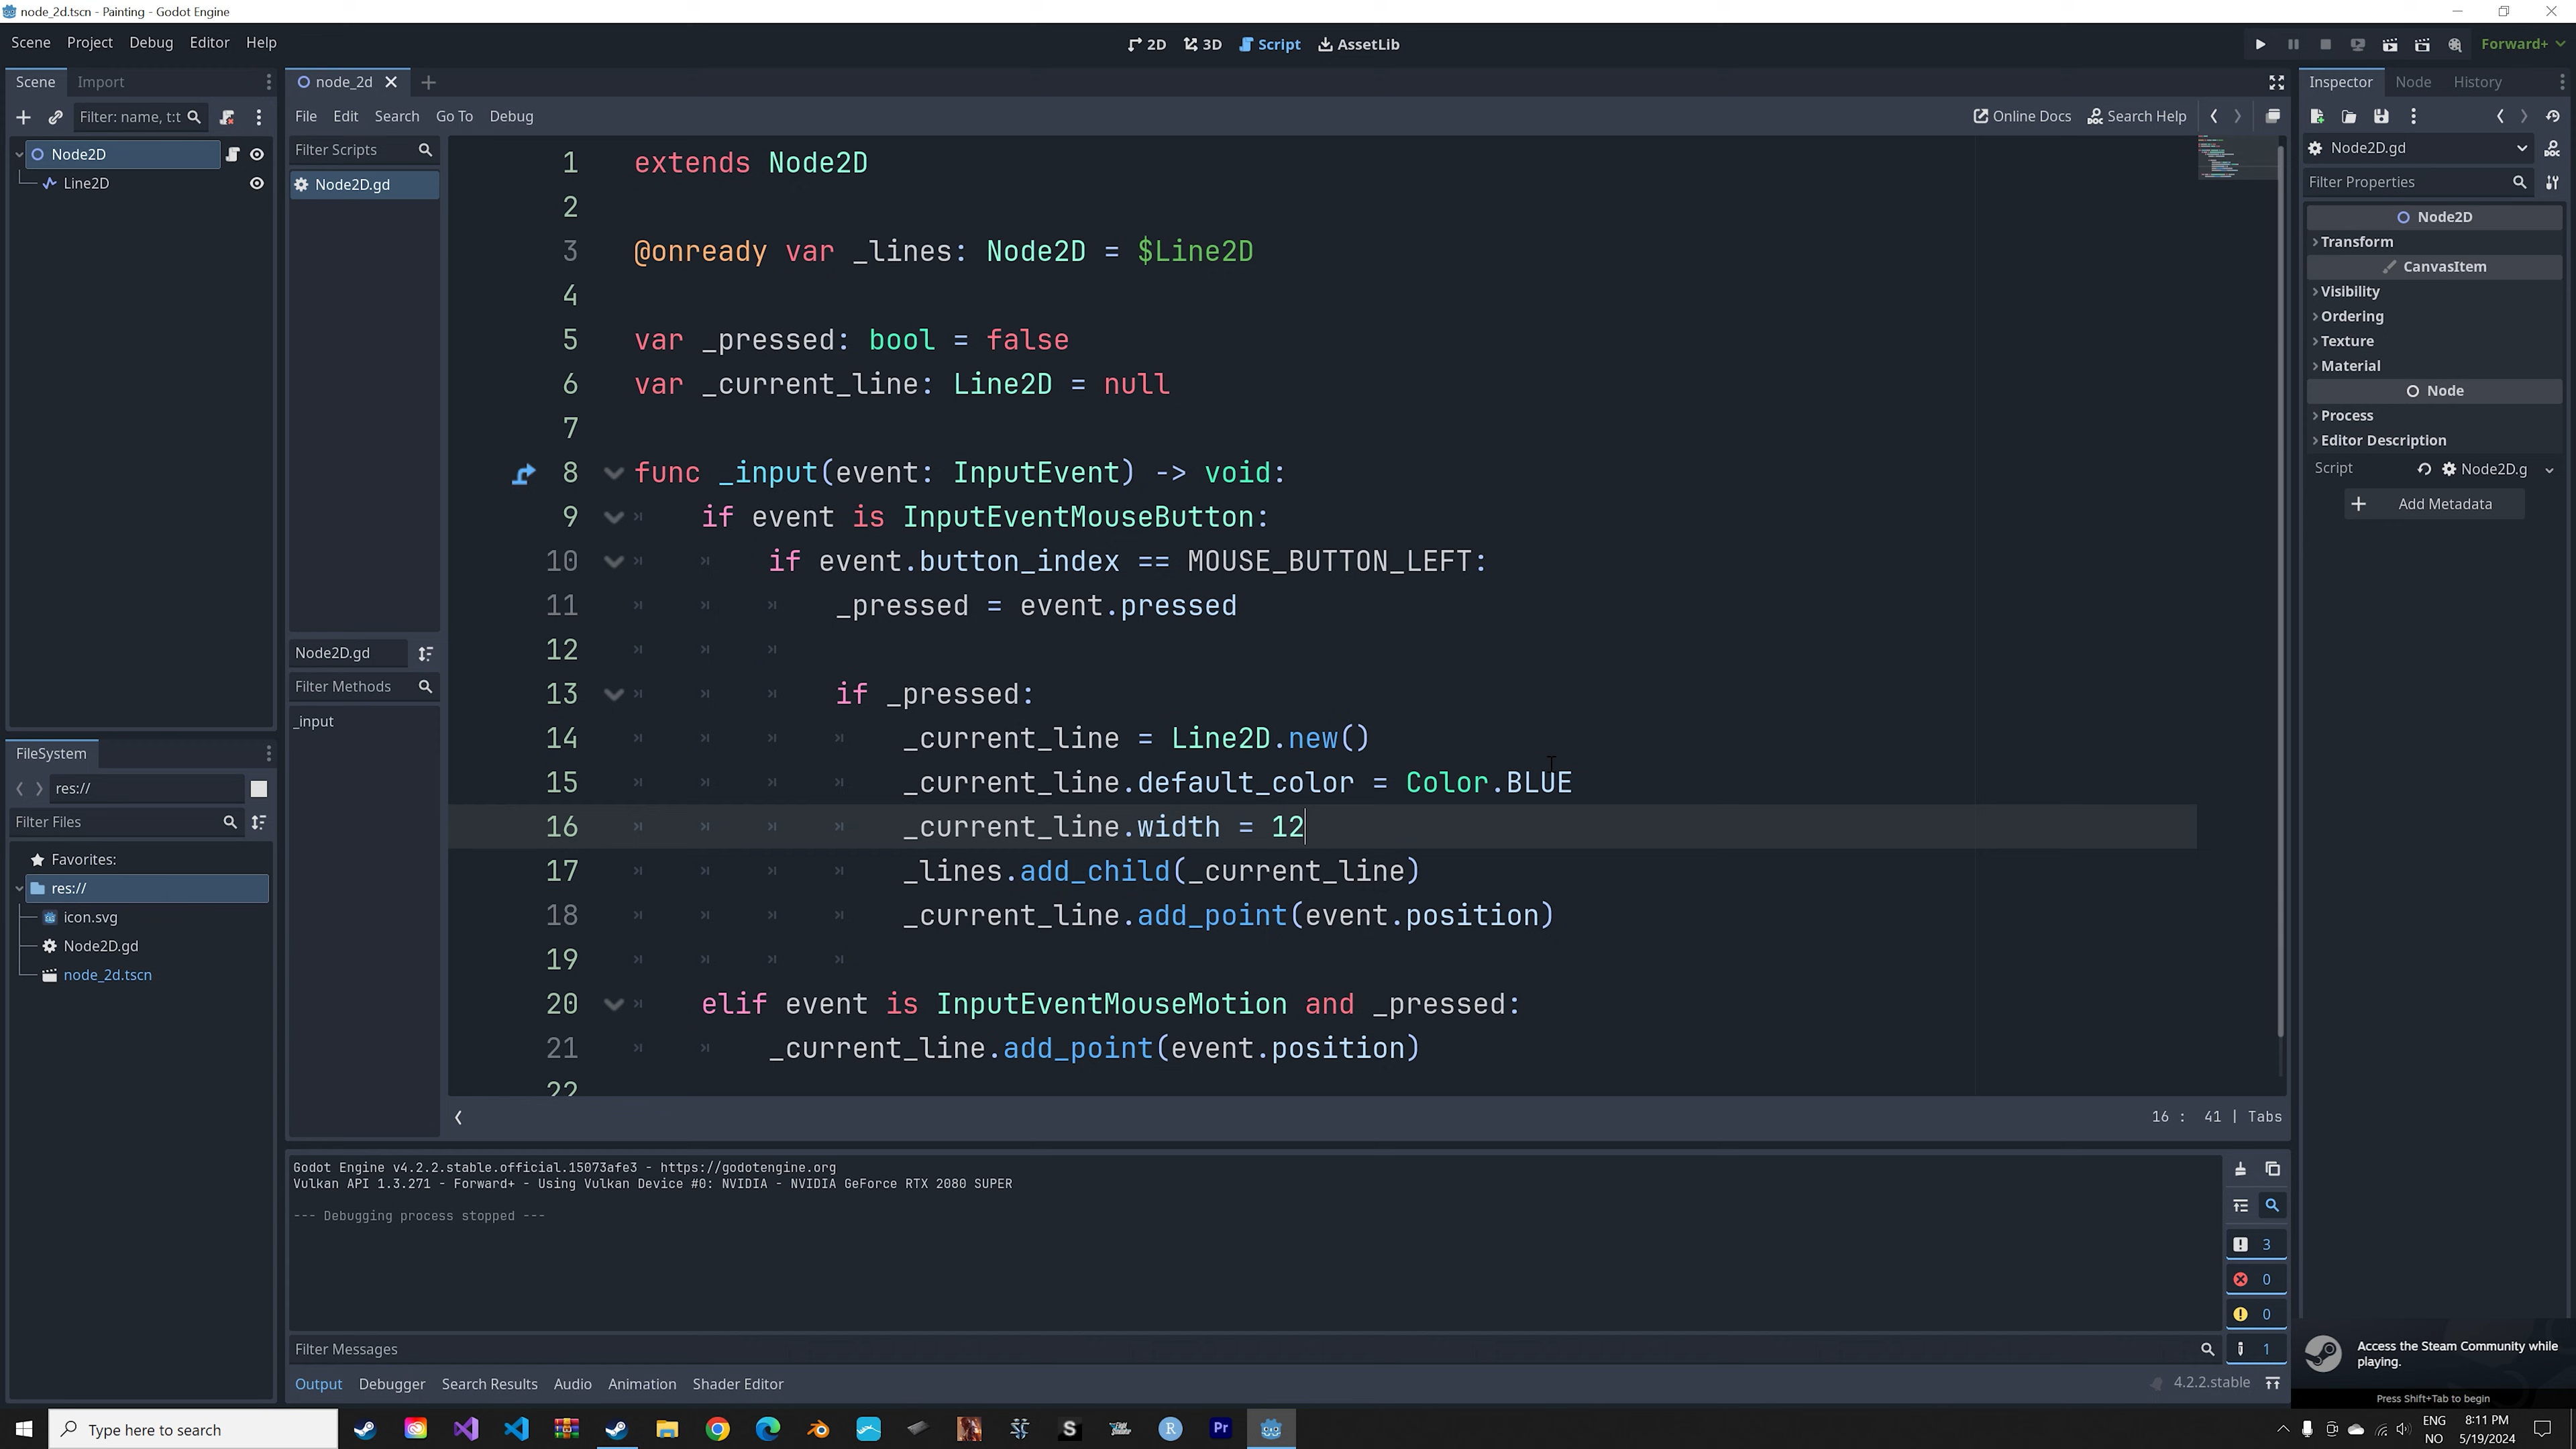 node_2d.tscn - Painting - Godot Engine
Scene Project Debug Editor Help
2D 3D Script AssetLib
Forward+
Scene Import
node_2d
Inspector Node History
Filter: name, t:t
File Edit Search Go To Debug
Online Docs Search Help
Node2D
Line2D
Filter Scripts
Node2D.gd
Node2D.gd
Filter Properties
Node2D
Transform
CanvasItem
Visibility
Ordering
Texture
Material
Node
Process
Editor Description
Script Node2D.g
Add Metadata
1 extends Node2D
2
3 @onready var _lines: Node2D = $Line2D
4
5 var _pressed: bool = false
6 var _current_line: Line2D = null
7
8 func _input(event: InputEvent) -> void:
9 if event is InputEventMouseButton:
10 if event.button_index == MOUSE_BUTTON_LEFT:
11 _pressed = event.pressed
12
13 if _pressed:
14 _current_line = Line2D.new()
15 _current_line.default_color = Color.BLUE
16 _current_line.width = 12
17 _lines.add_child(_current_line)
18 _current_line.add_point(event.position)
19
20 elif event is InputEventMouseMotion and _pressed:
21 _current_line.add_point(event.position)
22
Node2D.gd
Filter Methods
_input
FileSystem
res://
Filter Files
Favorites:
res://
icon.svg
Node2D.gd
node_2d.tscn
16 : 41 | Tabs
Godot Engine v4.2.2.stable.official.15073afe3 - https://godotengine.org
Vulkan API 1.3.271 - Forward+ - Using Vulkan Device #0: NVIDIA - NVIDIA GeForce RTX 2080 SUPER
--- Debugging process stopped ---
3
0
0
1
Filter Messages
Output Debugger Search Results Audio Animation Shader Editor
4.2.2.stable
Access the Steam Community while
playing.
Press Shift+Tab to begin
Type here to search
Pr
ENG
NO
8:11 PM
5/19/2024